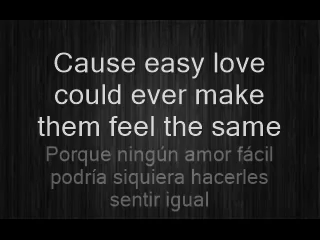 Cause easy love
could ever make
them feel the same
Porque ningún amor fácil
podría siquiera hacerles
sentir igual